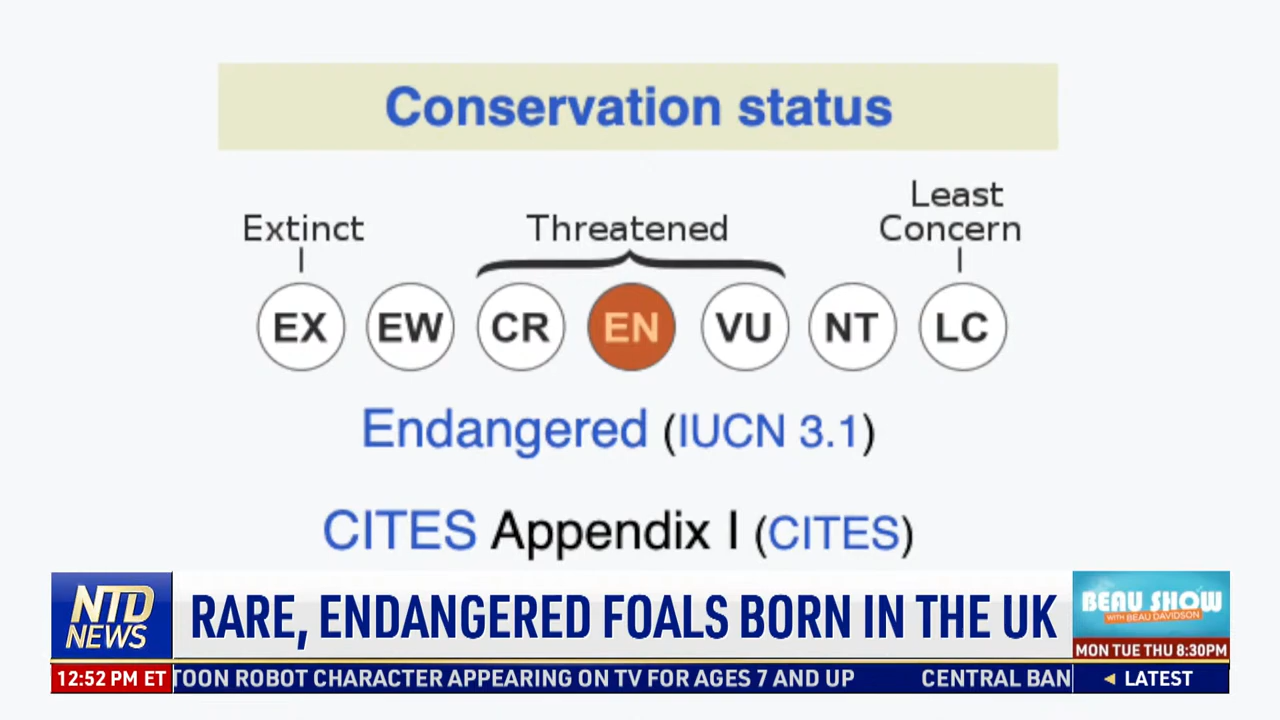 Conservation status
Extinct
Threatened
Least
Concern
EX EW CR EN VU NT LC
Endangered (IUCN 3.1)
CITES Appendix I (CITES)
NTD
NEWS
RARE, ENDANGERED FOALS BORN IN THE UK
BEAU SHOW
WITH BEAU DAVIDSON
MON TUE THU 8:30PM
12:52 PM ET
TOON ROBOT CHARACTER APPEARING ON TV FOR AGES 7 AND UP CENTRAL BAN
LATEST